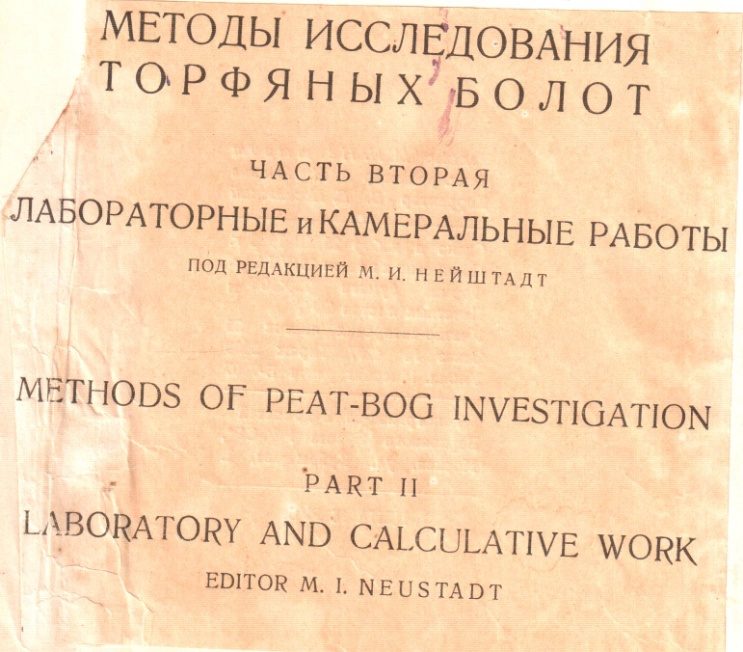 МЕТОДЫ ИССЛЕДОВАНИЯ
ТОРФЯНЫХ БОЛОТ
ЧАСТЬ ВТОРАЯ
ЛАБОРАТОРНЫЕ и КАМЕРАЛЬНЫЕ РАБОТЫ
ПОД РЕДАКЦИЕЙ М. И. НЕЙШТАДТ
METHODS OF PEAT-BOG INVESTIGATION
PART II
LABORATORY AND CALCULATIVE WORK
EDITOR M. I. NEUSTADT